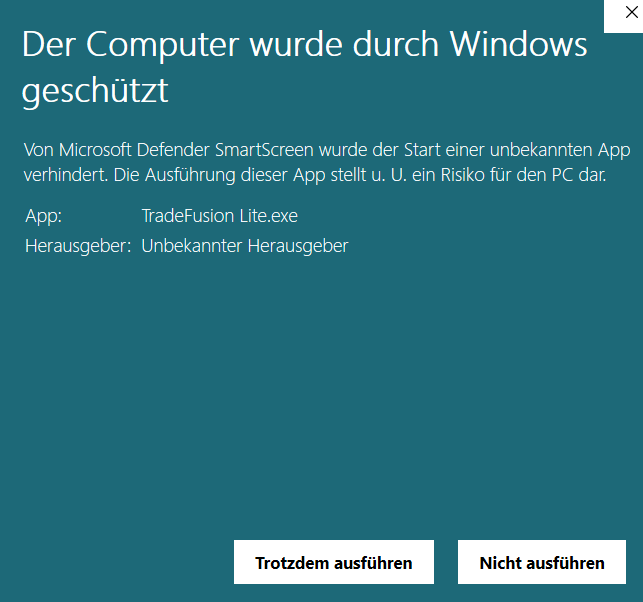 Der Computer wurde durch Windows
geschützt
Von Microsoft Defender SmartScreen wurde der Start einer unbekannten App
verhindert. Die Ausführung dieser App stellt u. U. ein Risiko für den PC dar.
App: TradeFusion Lite.exe
Herausgeber: Unbekannter Herausgeber
Trotzdem ausführen Nicht ausführen